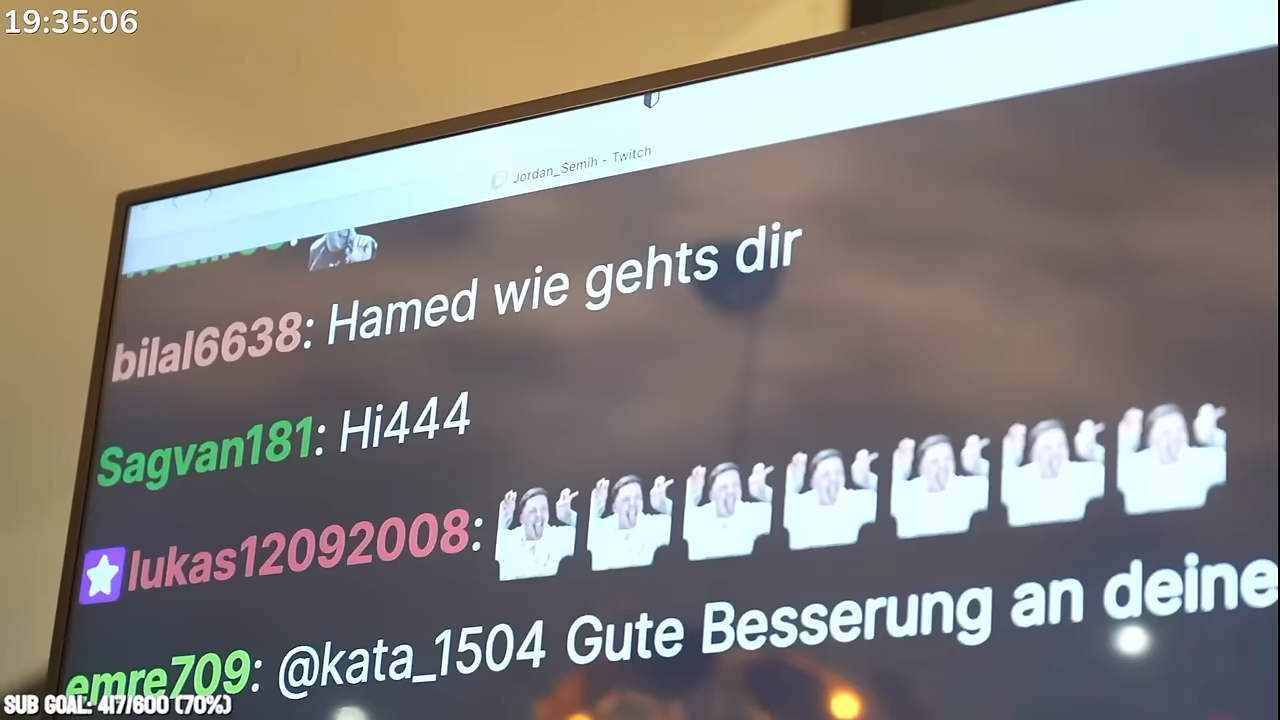 19:35:06
Jordan_Semih - Twitch
bilal6638: Hamed wie gehts dir
Sagvan181: Hi444
lukas12092008:
emre709: @kata_1504 Gute Besserung an deine
SUB GOAL: 417/600 (70%)